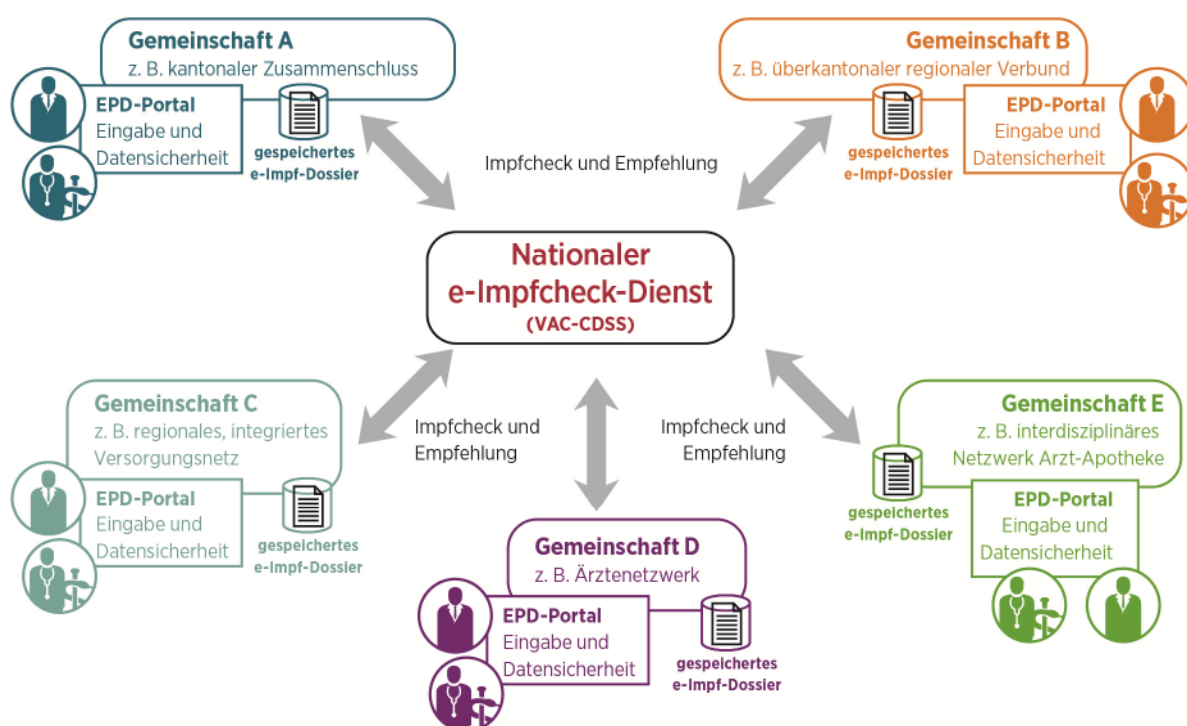 Gemeinschaft A
z. B. kantonaler Zusammenschluss
EPD-Portal
Eingabe und
Datensicherheit
gespeichertes
e-Impf-Dossier
Gemeinschaft B
z. B. überkantonaler regionaler Verbund
gespeichertes
e-Impf-Dossier
EPD-Portal
Eingabe und
Datensicherheit
Impfcheck und Empfehlung
Nationaler
e-Impfcheck-Dienst
(VAC-CDSS)
Gemeinschaft C
z. B. regionales, integriertes
Versorgungsnetz
EPD-Portal
Eingabe und
Datensicherheit
gespeichertes
e-Impf-Dossier
Impfcheck und
Empfehlung
Impfcheck und
Empfehlung
Gemeinschaft D
z. B. Ärztenetzwerk
EPD-Portal
Eingabe und
Datensicherheit
gespeichertes
e-Impf-Dossier
Gemeinschaft E
z. B. interdisziplinäres
Netzwerk Arzt-Apotheke
gespeichertes
e-Impf-Dossier
EPD-Portal
Eingabe und
Datensicherheit